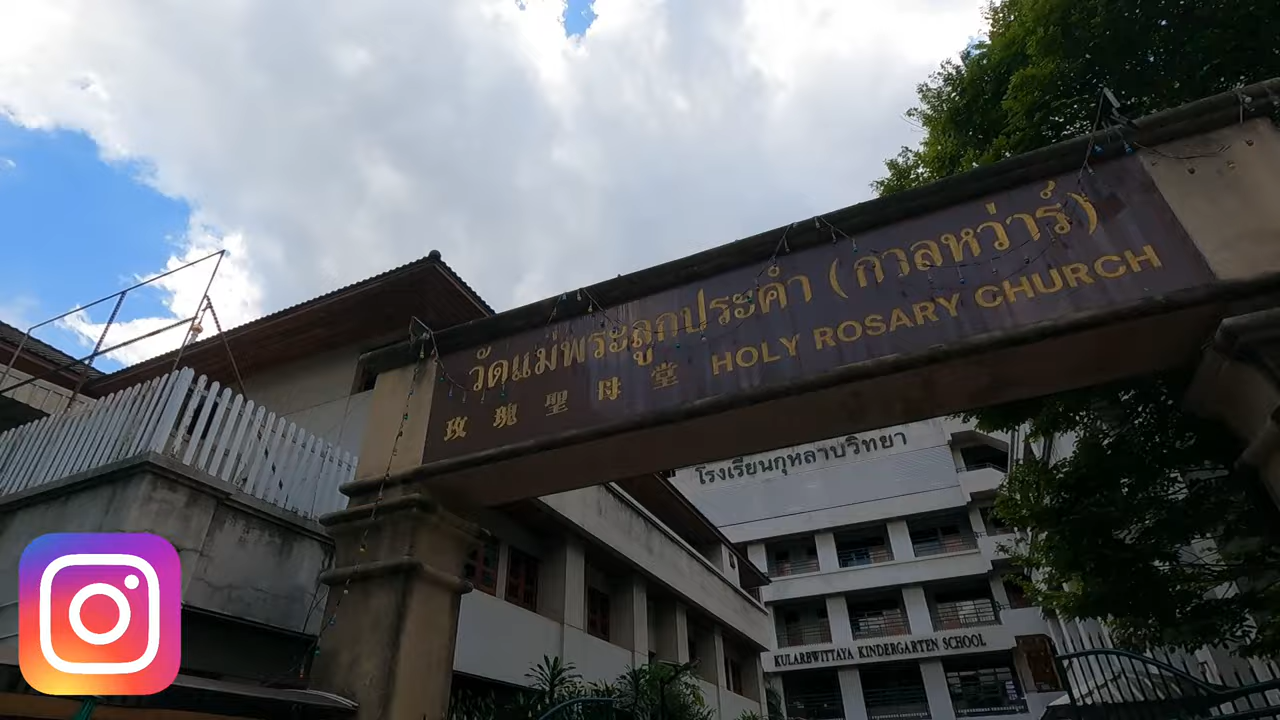 วัดแม่พระลูกประคำ (กาลหว่าร์)
玫瑰聖母堂 HOLY ROSARY CHURCH
โรงเรียนกุหลาบวิทยา
KULARBWITTAYA KINDERGARTEN SCHOOL